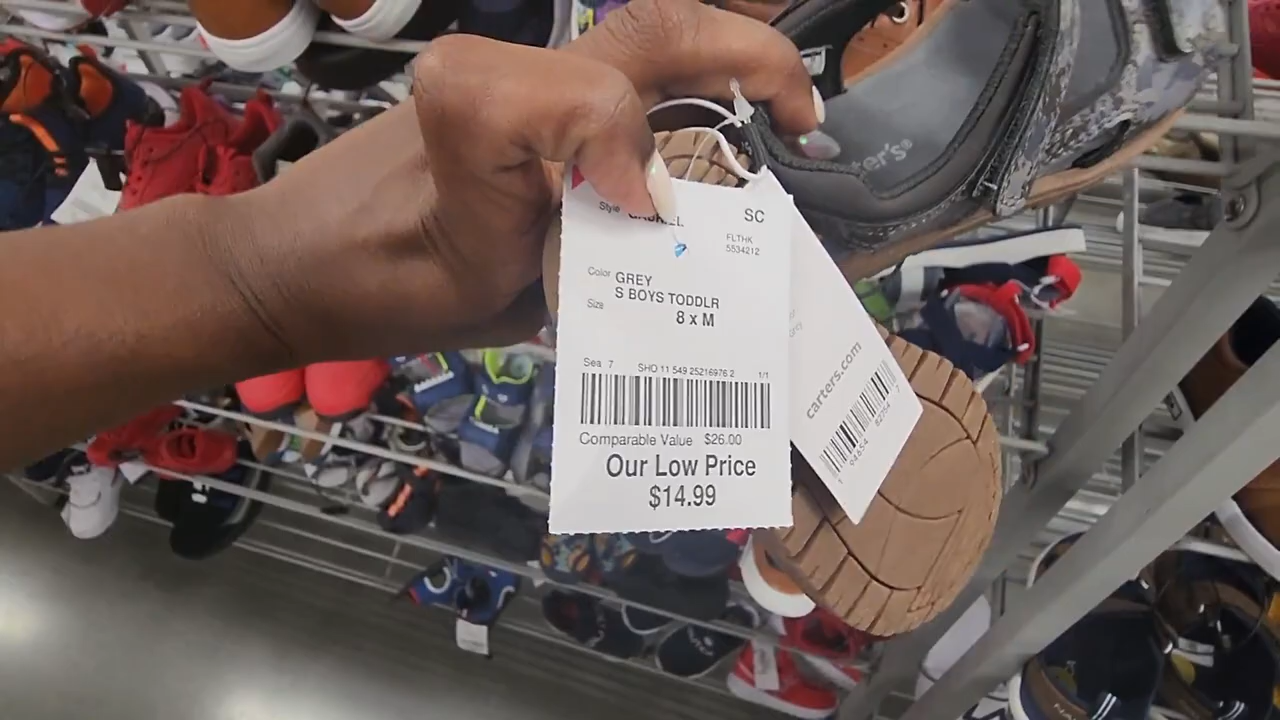 Style
SC
FLTHK
5534212
Color GREY
S BOYS TODDLR
Size
8 x M
Sea 7 SHO 11 549 25216976 2 1/1
Comparable Value $26.00
Our Low Price
$14.99
carters.com
er's®